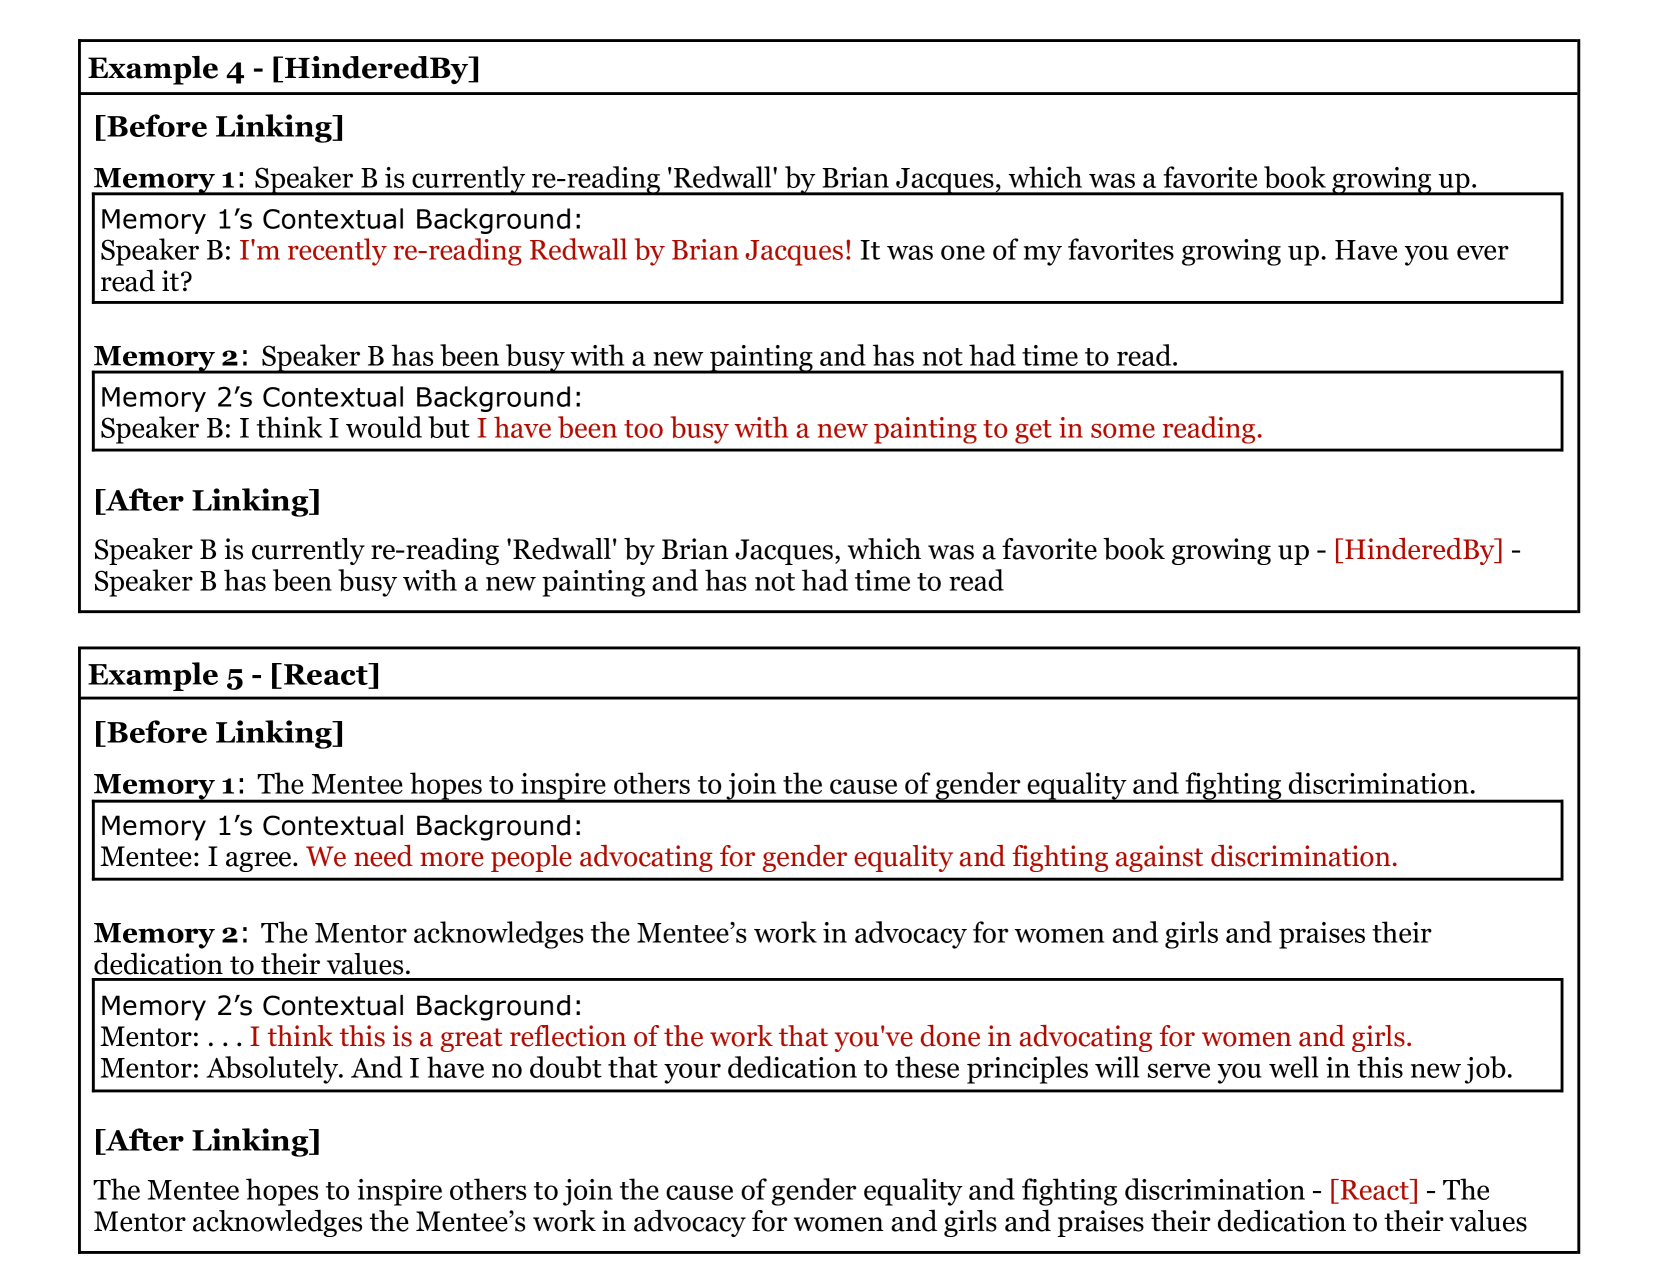 Example 4 - [HinderedBy]
[Before Linking]
Memory 1: Speaker B is currently re-reading 'Redwall' by Brian Jacques, which was a favorite book growing up.
Memory 1’s Contextual Background:
Speaker B: I'm recently re-reading Redwall by Brian Jacques! It was one of my favorites growing up. Have you ever
read it?
Memory 2: Speaker B has been busy with a new painting and has not had time to read.
Memory 2’s Contextual Background:
Speaker B: I think I would but I have been too busy with a new painting to get in some reading.
[After Linking]
Speaker B is currently re-reading 'Redwall' by Brian Jacques, which was a favorite book growing up - [HinderedBy] -
Speaker B has been busy with a new painting and has not had time to read
Example 5 - [React]
[Before Linking]
Memory 1: The Mentee hopes to inspire others to join the cause of gender equality and fighting discrimination.
Memory 1’s Contextual Background:
Mentee: I agree. We need more people advocating for gender equality and fighting against discrimination.
Memory 2: The Mentor acknowledges the Mentee’s work in advocacy for women and girls and praises their
dedication to their values.
Memory 2’s Contextual Background:
Mentor: . . . I think this is a great reflection of the work that you've done in advocating for women and girls.
Mentor: Absolutely. And I have no doubt that your dedication to these principles will serve you well in this new job.
[After Linking]
The Mentee hopes to inspire others to join the cause of gender equality and fighting discrimination - [React] - The
Mentor acknowledges the Mentee’s work in advocacy for women and girls and praises their dedication to their values